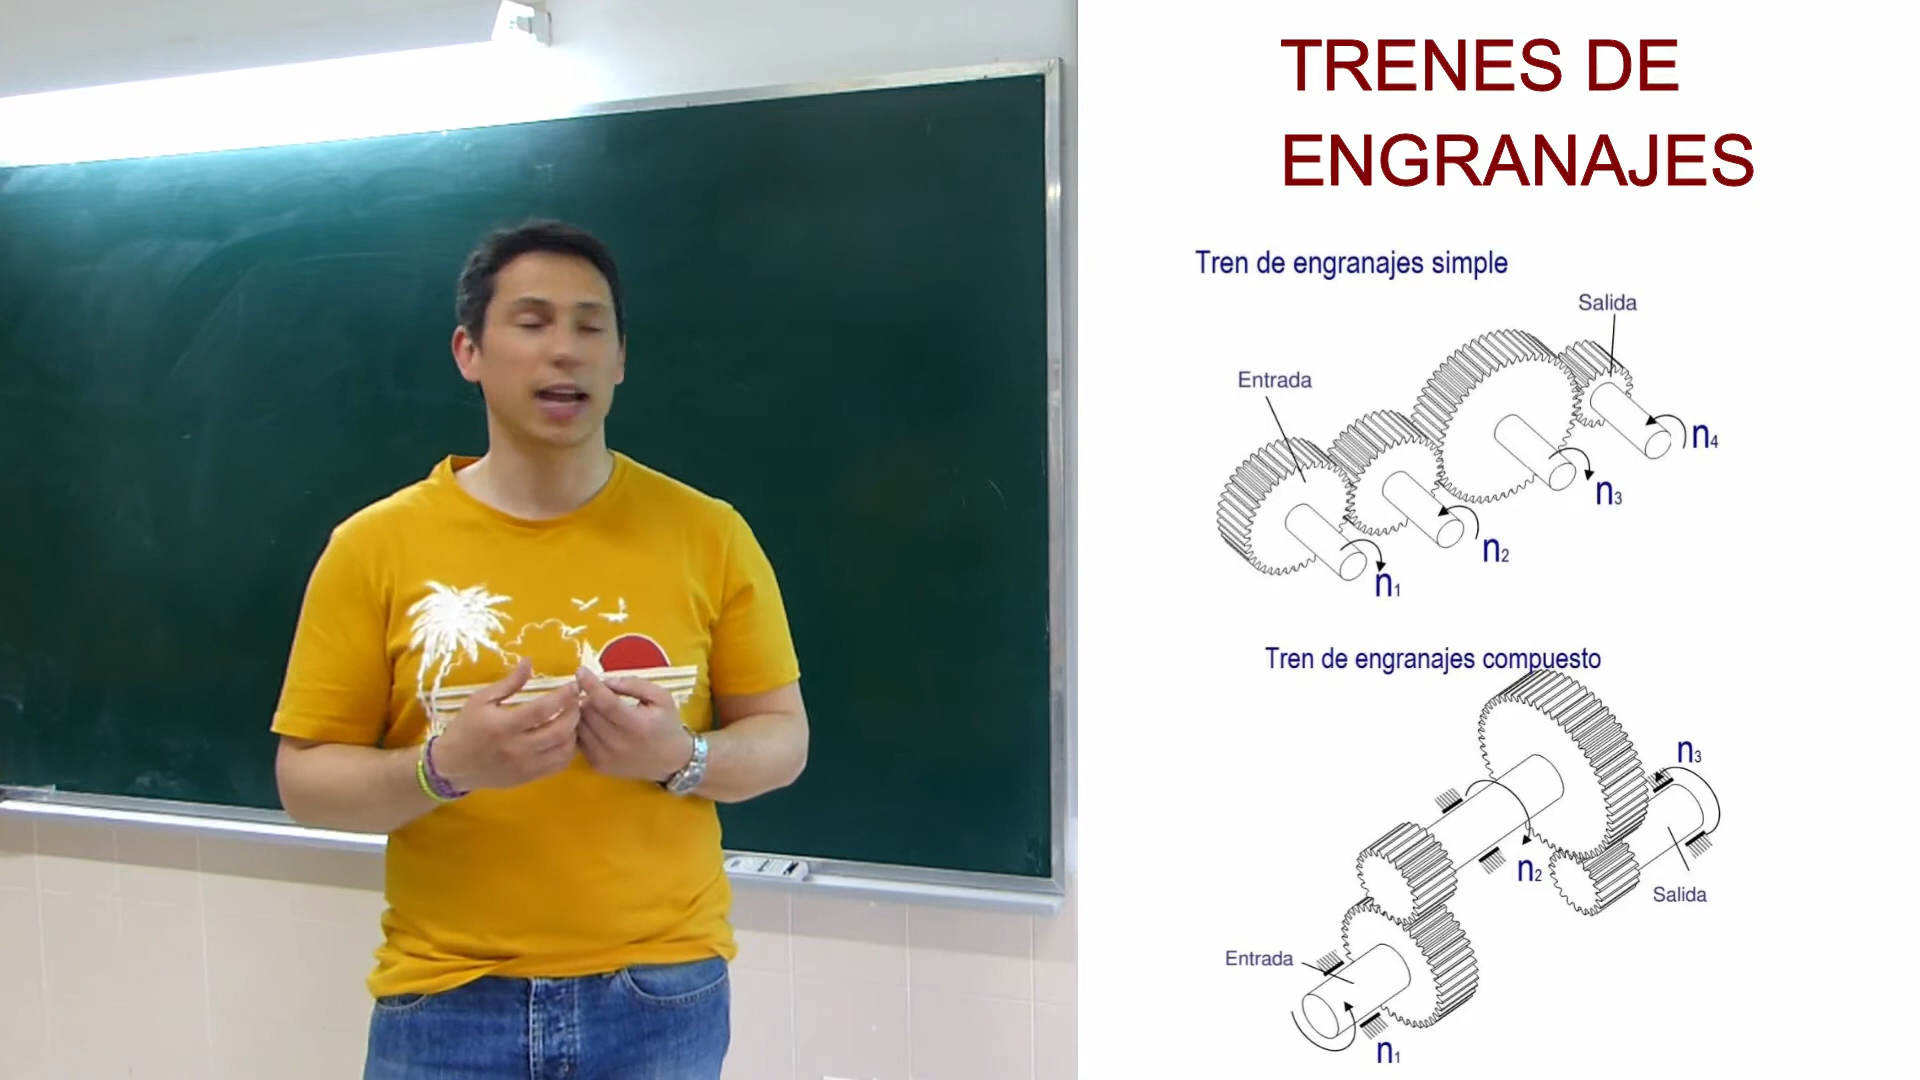 TRENES DE
ENGRANAJES
Tren de engranajes simple
Salida
Entrada
n4
n3
n2
n1
Tren de engranajes compuesto
n3
n2
Salida
Entrada
n1